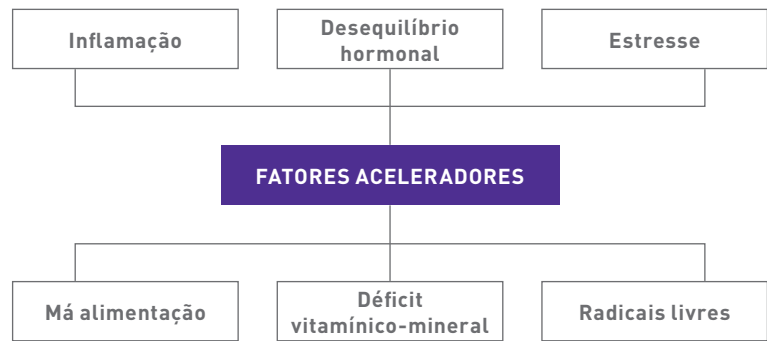 Inflamação
Desequilíbrio
hormonal
Estresse
FATORES ACELERADORES
Má alimentação
Déficit
vitamínico-mineral
Radicais livres